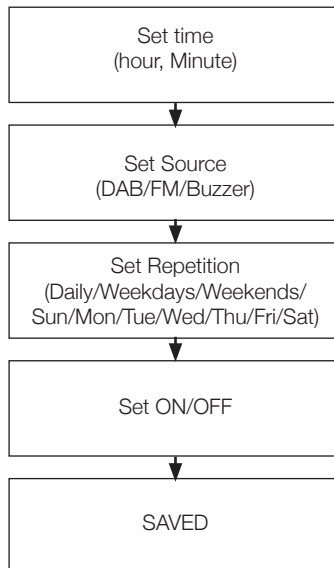 Set time
(hour, Minute)
Set Source
(DAB/FM/Buzzer)
Set Repetition
(Daily/Weekdays/Weekends/
Sun/Mon/Tue/Wed/Thu/Fri/Sat)
Set ON/OFF
SAVED